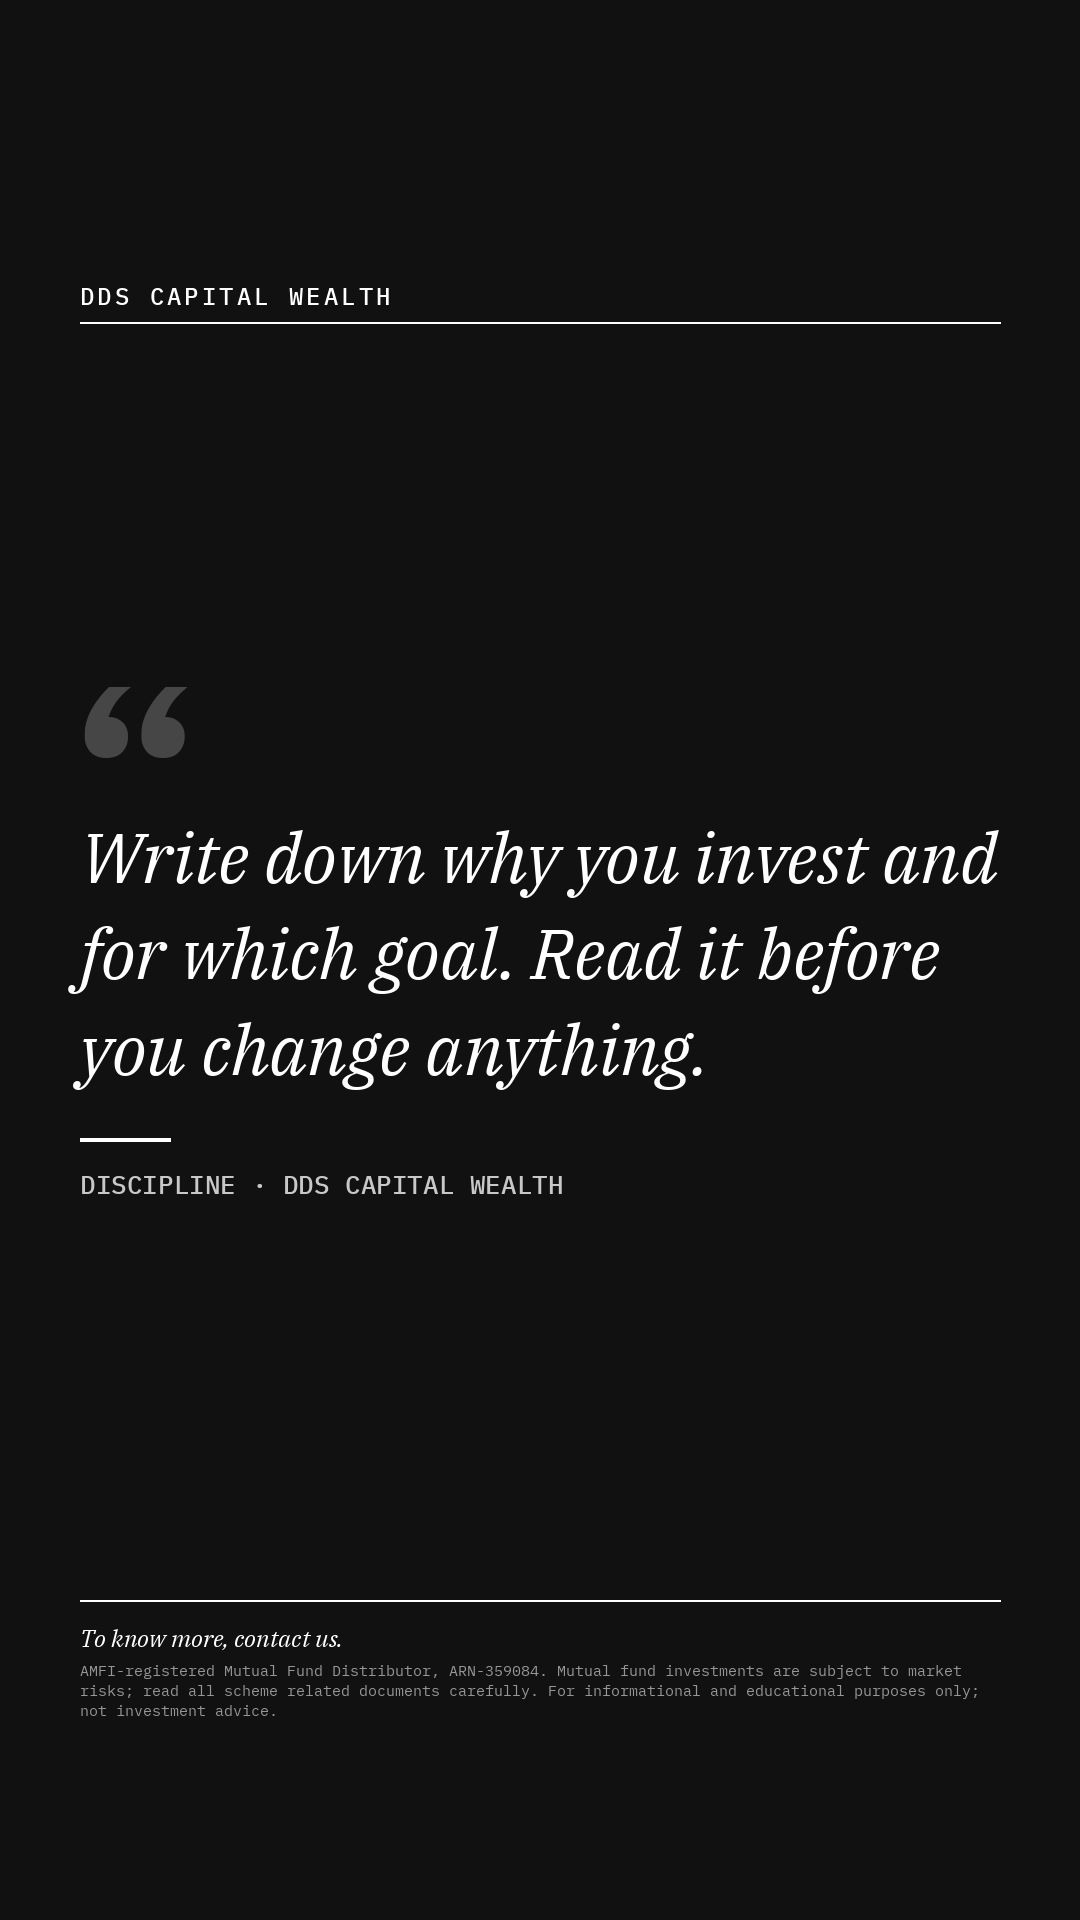 DDS CAPITAL WEALTH
“
Write down why you invest and
for which goal. Read it before
you change anything.
DISCIPLINE · DDS CAPITAL WEALTH
To know more, contact us.
AMFI-registered Mutual Fund Distributor, ARN-359084. Mutual fund investments are subject to market
risks; read all scheme related documents carefully. For informational and educational purposes only;
not investment advice.